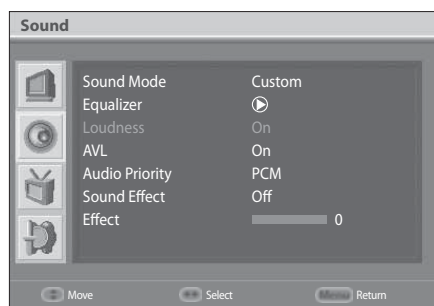 Sound
Sound Mode Custom
Equalizer
Loudness On
AVL On
Audio Priority PCM
Sound Effect Off
Effect 0
Move Select Menu Return